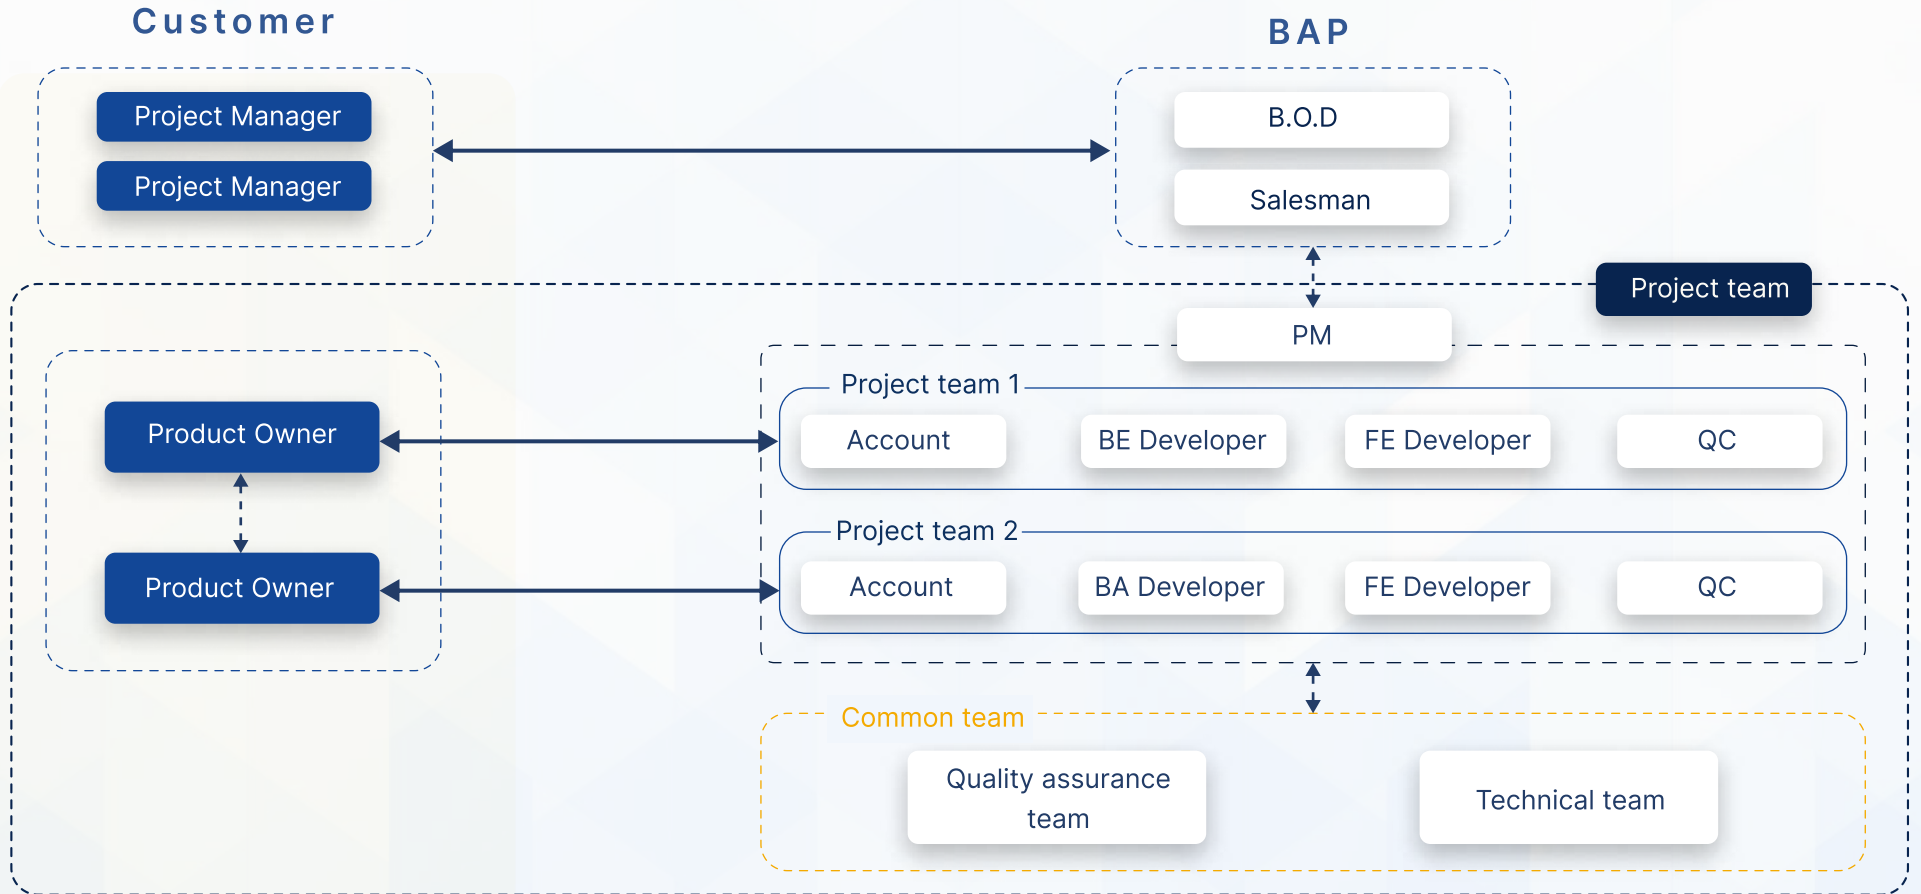 Customer
BAP
Project Manager
Project Manager
B.O.D
Salesman
Project team
PM
Product Owner
Project team 1
Account
BE Developer
FE Developer
QC
Product Owner
Project team 2
Account
BA Developer
FE Developer
QC
Common team
Quality assurance
team
Technical team